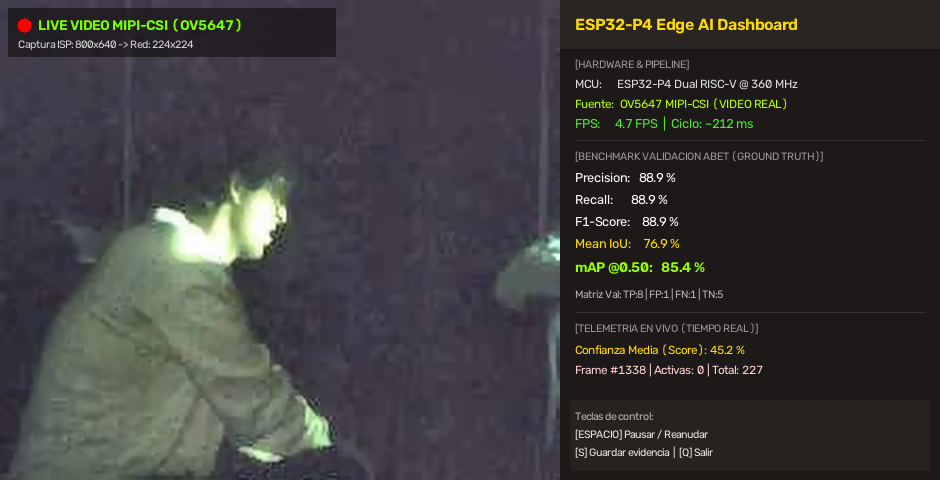 LIVE VIDEO MIPI-CSI (OV5647)
Captura ISP: 800x640 -> Red: 224x224
ESP32-P4 Edge AI Dashboard
[HARDWARE & PIPELINE]
MCU: ESP32-P4 Dual RISC-V @ 360 MHz
Fuente: OV5647 MIPI-CSI (VIDEO REAL)
FPS: 4.7 FPS | Ciclo: ~212 ms
[BENCHMARK VALIDACION ABET (GROUND TRUTH)]
Precision: 88.9 %
Recall: 88.9 %
F1-Score: 88.9 %
Mean IoU: 76.9 %
mAP @0.50: 85.4 %
Matriz Val: TP:8 | FP:1 | FN:1 | TN:5
[TELEMETRIA EN VIVO (TIEMPO REAL)]
Confianza Media (Score): 45.2 %
Frame #1338 | Activas: 0 | Total: 227
Teclas de control:
[ESPACIO] Pausar / Reanudar
[S] Guardar evidencia | [Q] Salir